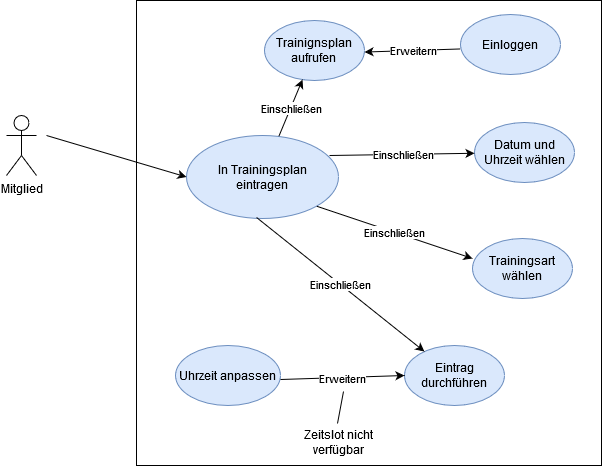 Trainignsplan
aufrufen
Erweitern
Einloggen
Einschließen
Mitglied
In Trainingsplan
eintragen
Einschließen
Datum und
Uhrzeit wählen
Einschließen
Trainingsart
wählen
Einschließen
Uhrzeit anpassen
Erweitern
Eintrag
durchführen
Zeitslot nicht
verfügbar